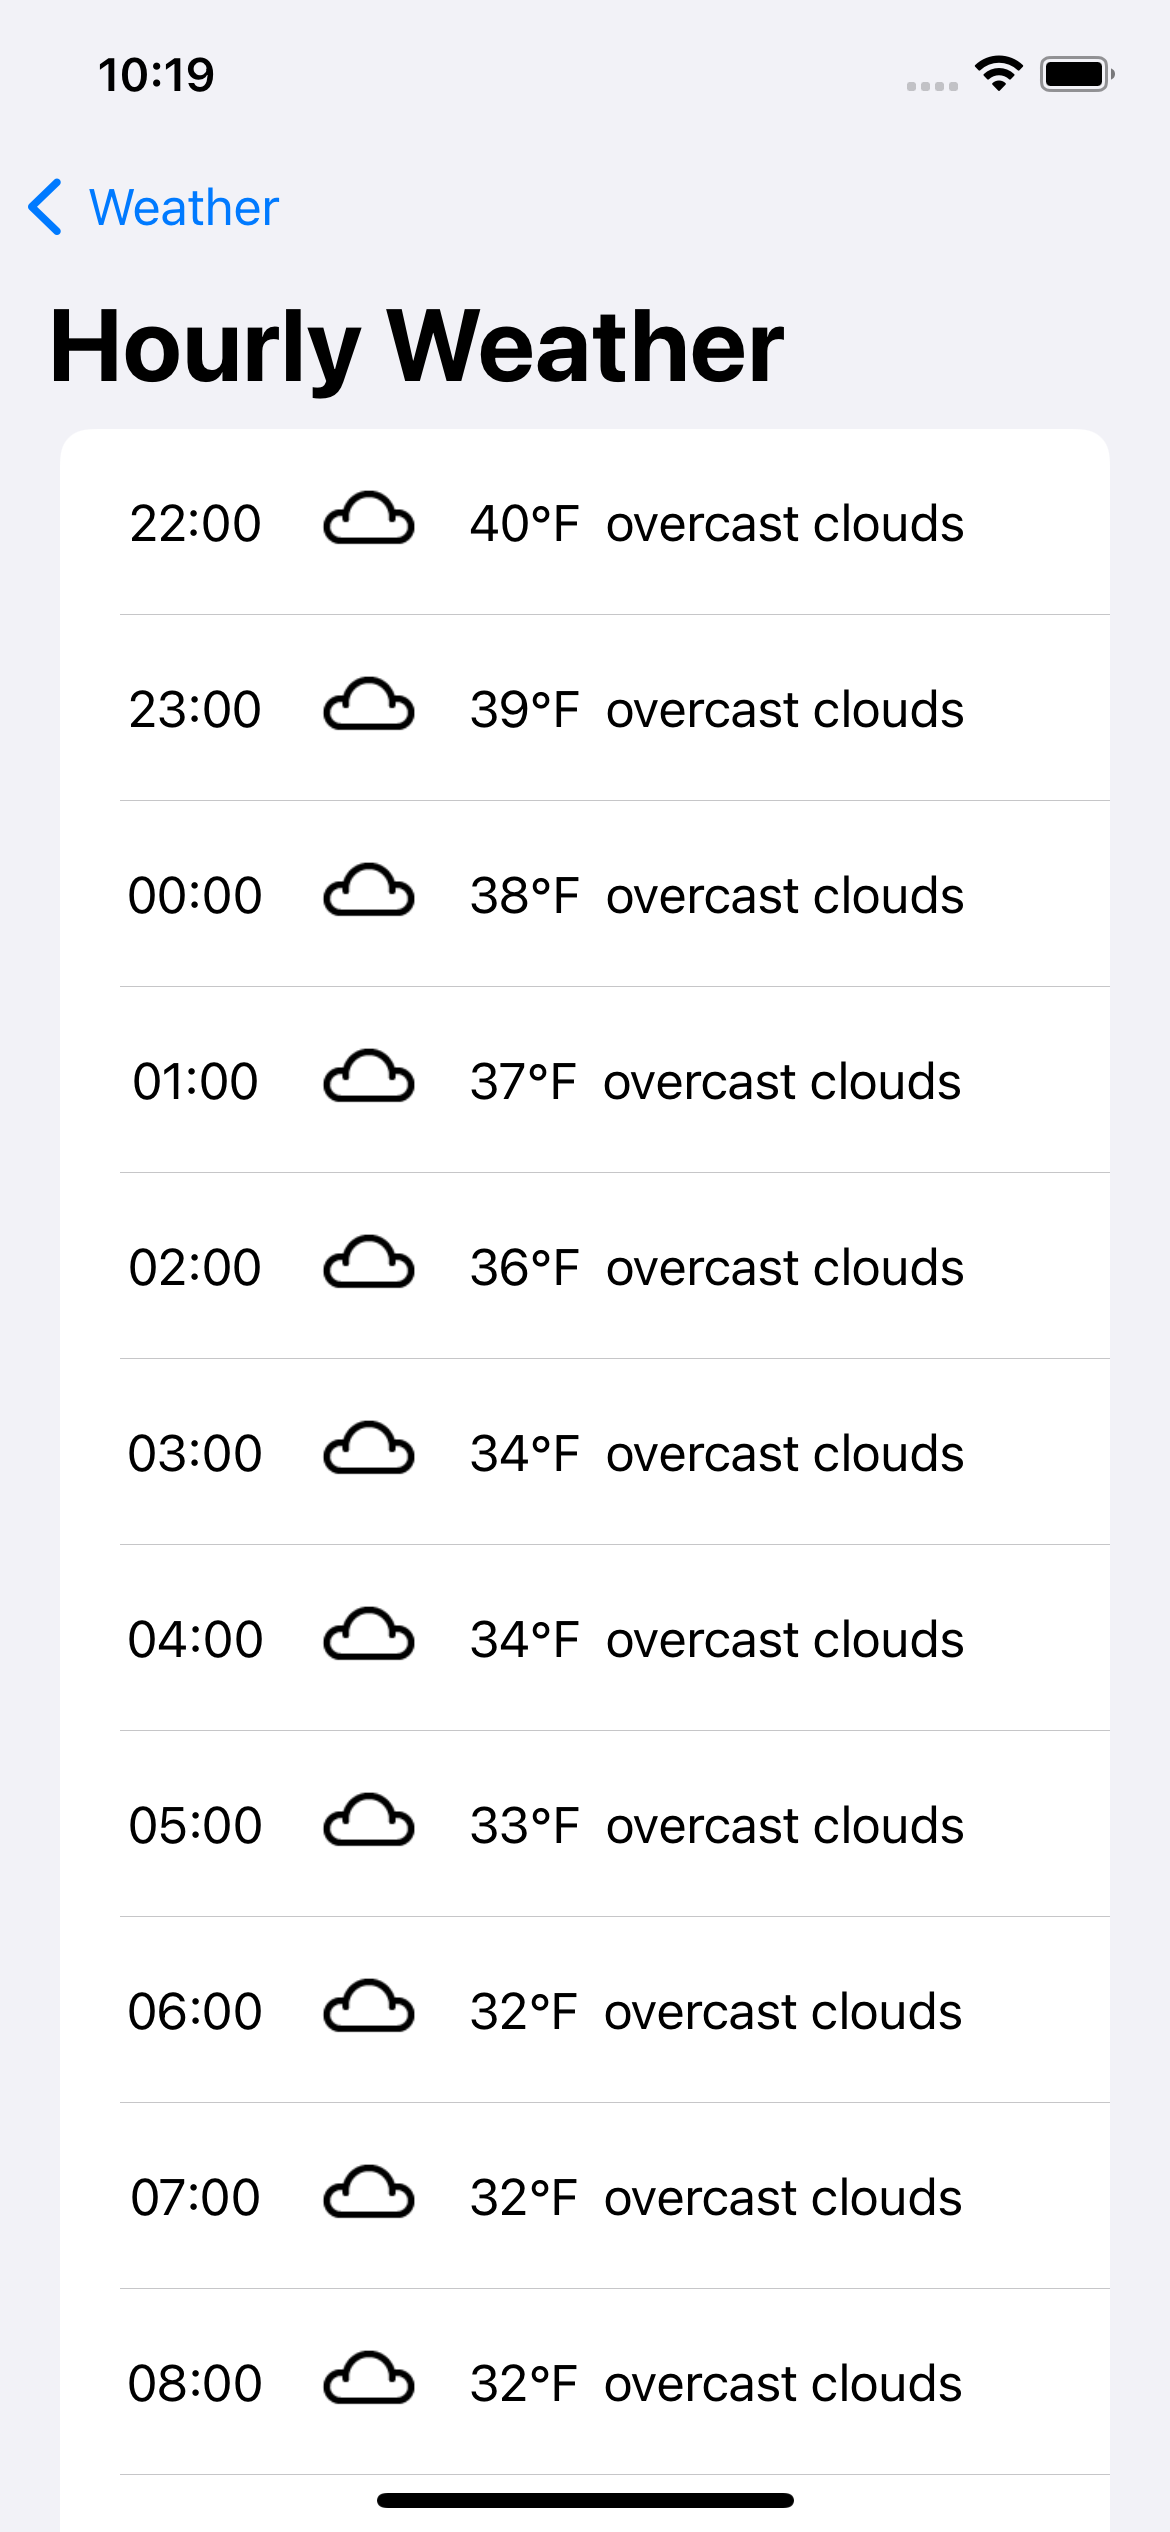 10:19
Weather
Hourly Weather
22:00 40°F overcast clouds
23:00 39°F overcast clouds
00:00 38°F overcast clouds
01:00 37°F overcast clouds
02:00 36°F overcast clouds
03:00 34°F overcast clouds
04:00 34°F overcast clouds
05:00 33°F overcast clouds
06:00 32°F overcast clouds
07:00 32°F overcast clouds
08:00 32°F overcast clouds